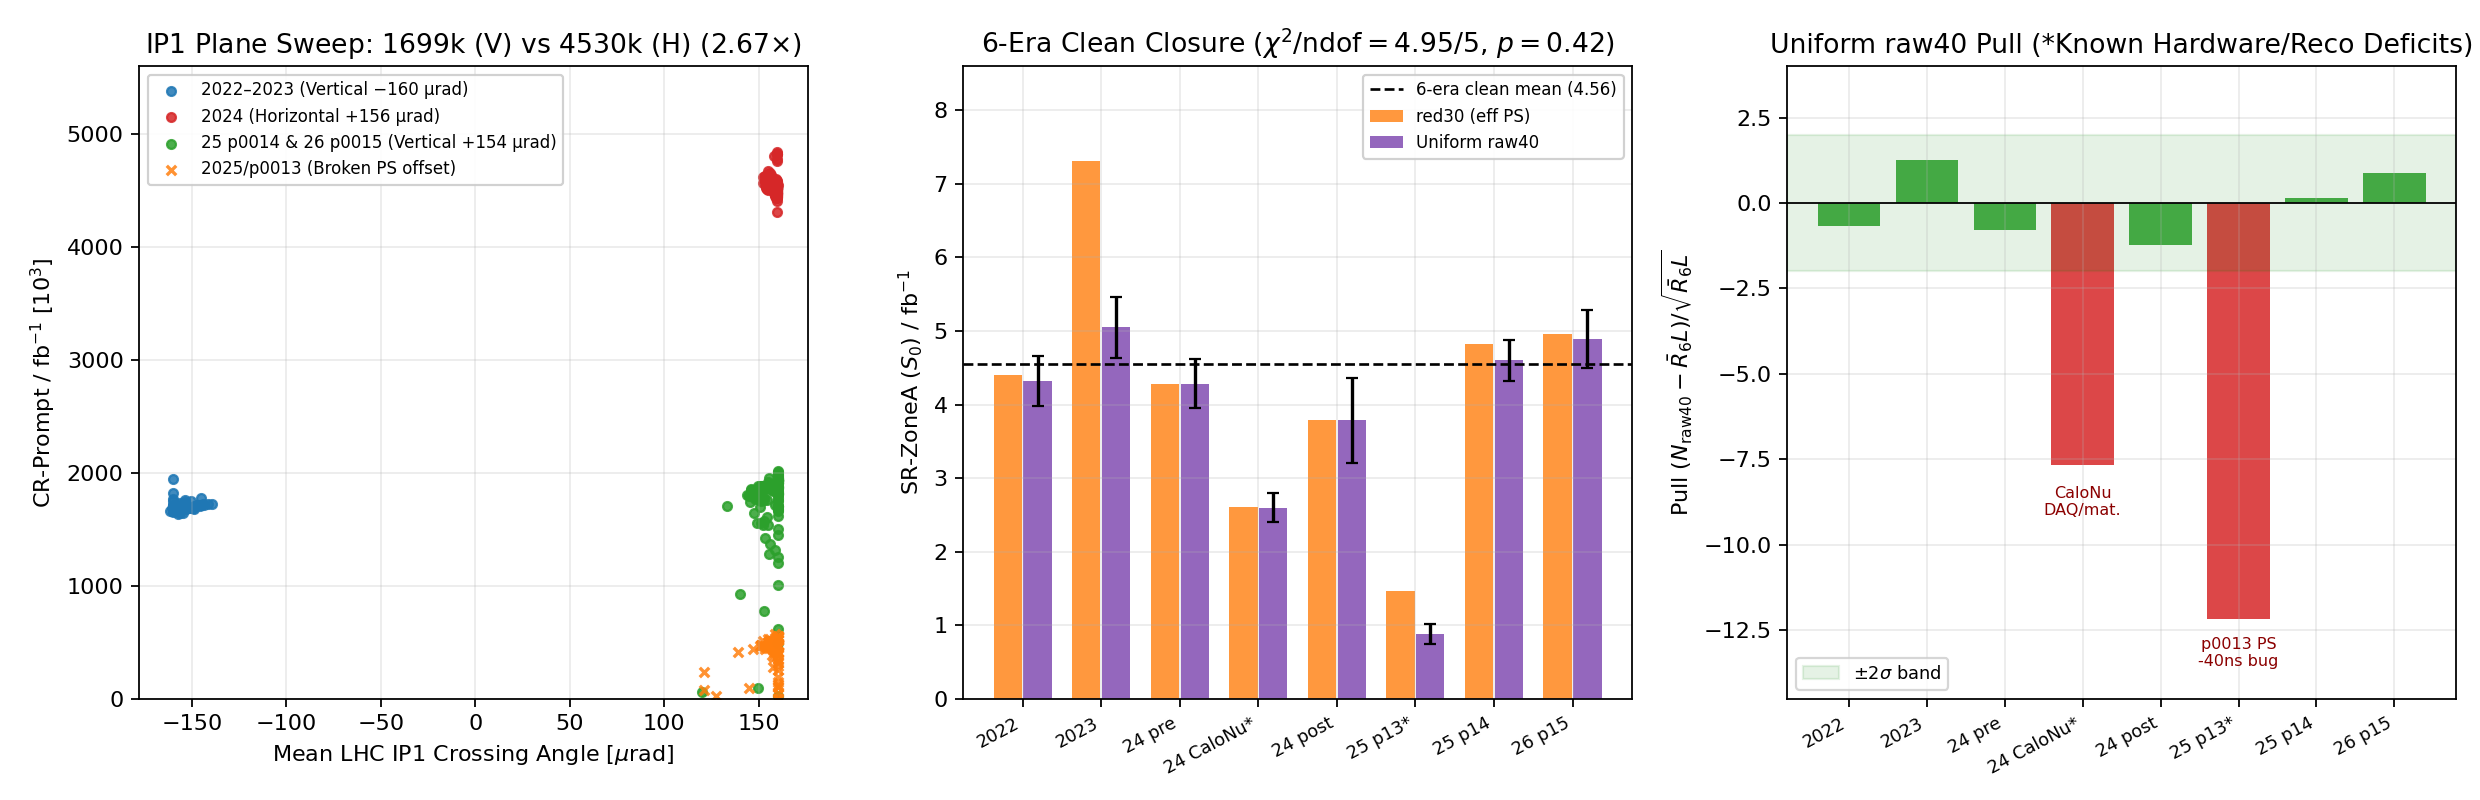 IP1 Plane Sweep: 1699k (V) vs 4530k (H) (2.67×)
2022–2023 (Vertical −160 μrad)
2024 (Horizontal +156 μrad)
25 p0014 & 26 p0015 (Vertical +154 μrad)
2025/p0013 (Broken PS offset)
CR-Prompt / fb⁻¹ [10³]
5000
4000
3000
2000
1000
0
−150
−100
−50
0
50
100
150
Mean LHC IP1 Crossing Angle [μrad]
6-Era Clean Closure (χ²/ndof = 4.95/5, p = 0.42)
6-era clean mean (4.56)
red30 (eff PS)
Uniform raw40
SR-ZoneA (S₀) / fb⁻¹
8
7
6
5
4
3
2
1
0
2022
2023
24 pre
24 CaloNu*
24 post
25 p13*
25 p14
26 p15
Uniform raw40 Pull (*Known Hardware/Reco Deficits)
Pull (N_raw40 − R̄₆L)/√R̄₆L
2.5
0.0
−2.5
−5.0
−7.5
−10.0
−12.5
CaloNu
DAQ/mat.
p0013 PS
-40ns bug
±2σ band
2022
2023
24 pre
24 CaloNu*
24 post
25 p13*
25 p14
26 p15